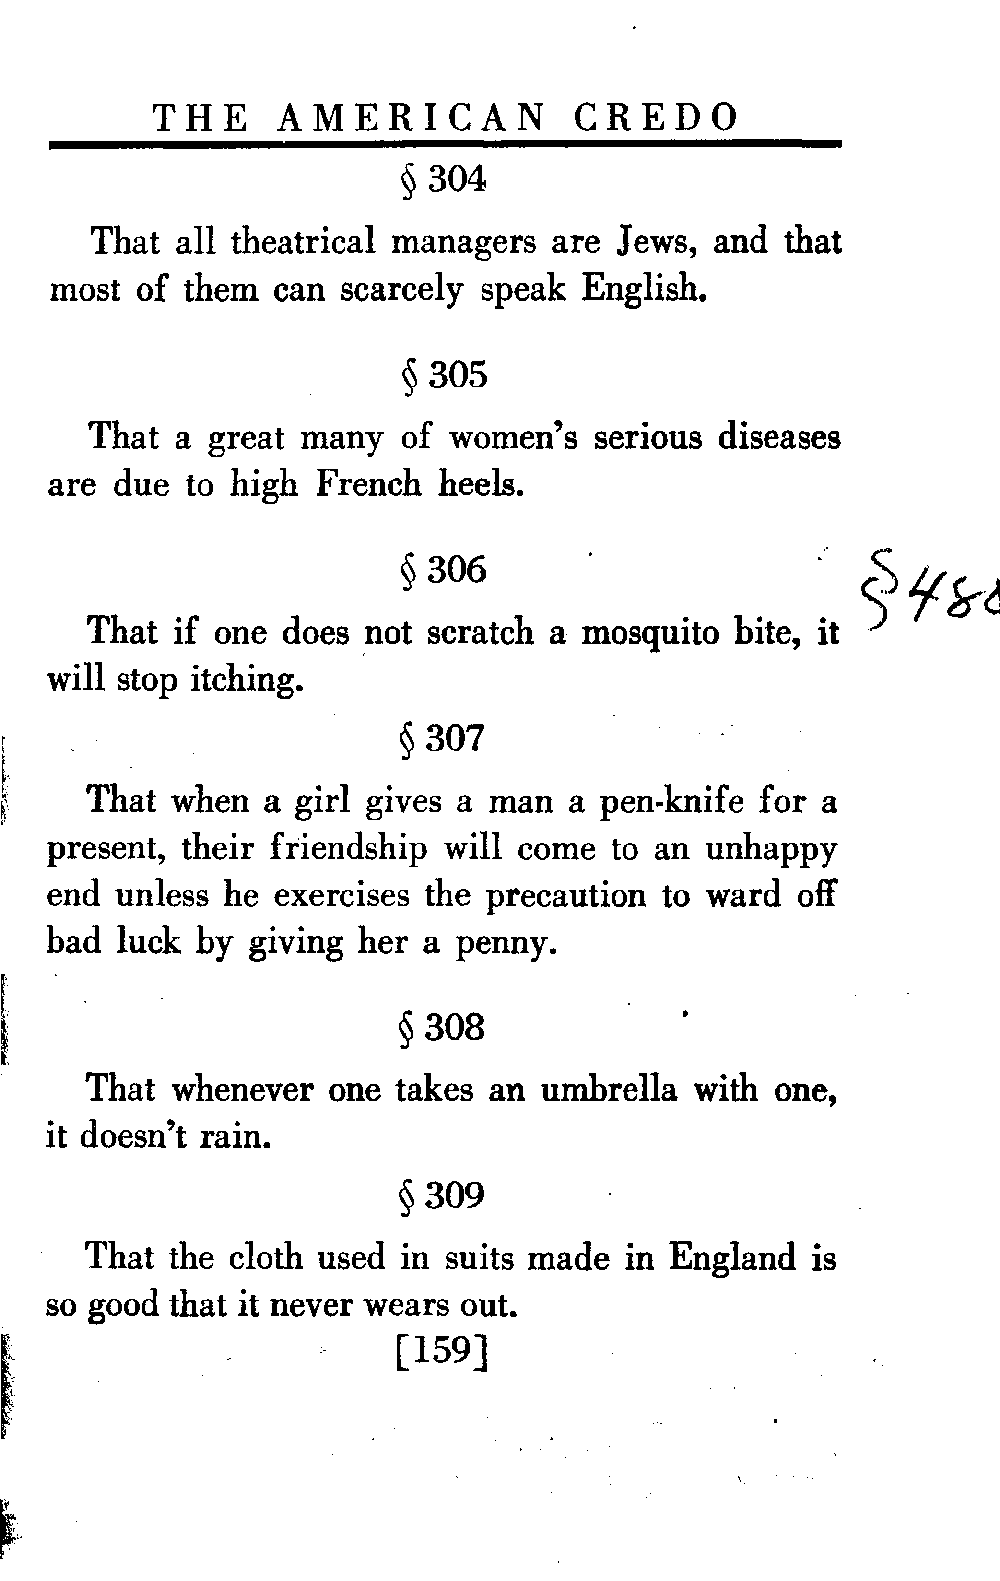 THE AMERICAN CREDO
§ 304
That all theatrical managers are Jews, and that
most of them can scarcely speak English.
§ 305
That a great many of women's serious diseases
are due to high French heels.
§ 306
That if one does not scratch a mosquito bite, it
will stop itching.
§ 307
That when a girl gives a man a pen-knife for a
present, their friendship will come to an unhappy
end unless he exercises the precaution to ward off
bad luck by giving her a penny.
§ 308
That whenever one takes an umbrella with one,
it doesn't rain.
§ 309
That the cloth used in suits made in England is
so good that it never wears out.
[159]